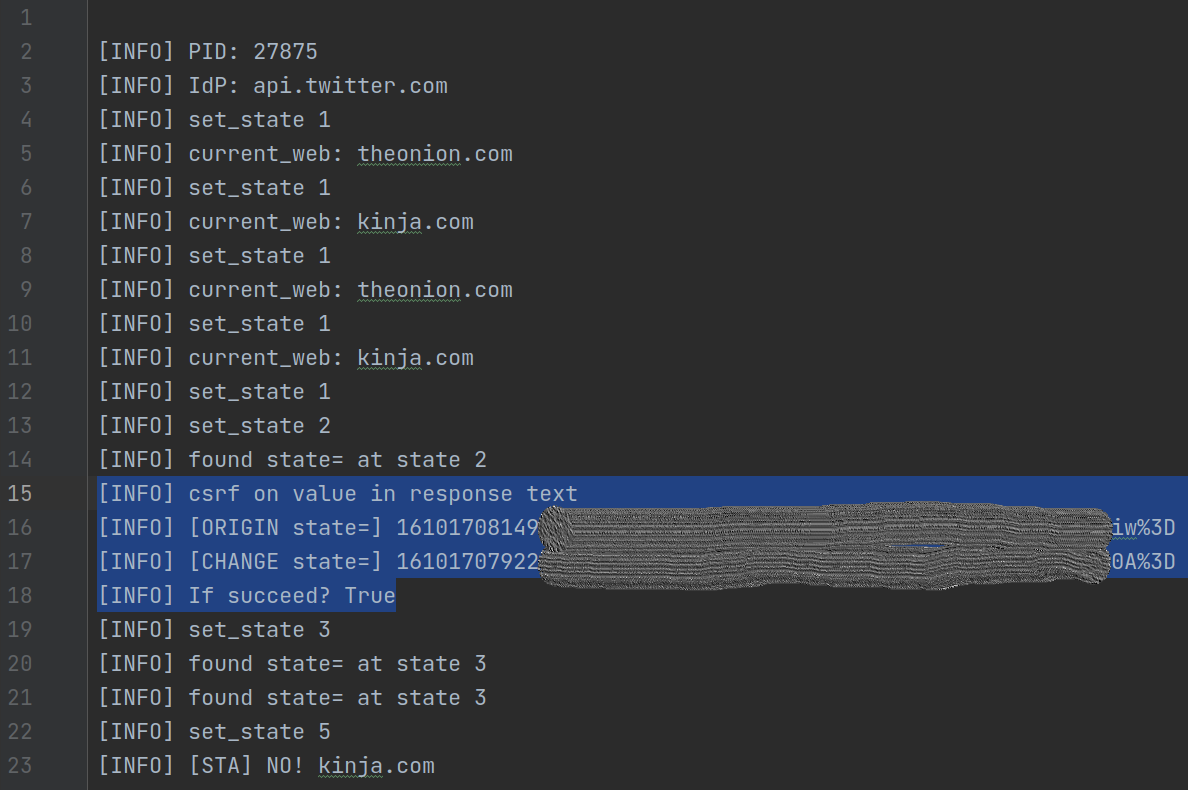 1
2 [INFO] PID: 27875
3 [INFO] IdP: api.twitter.com
4 [INFO] set_state 1
5 [INFO] current_web: theonion.com
6 [INFO] set_state 1
7 [INFO] current_web: kinja.com
8 [INFO] set_state 1
9 [INFO] current_web: theonion.com
10 [INFO] set_state 1
11 [INFO] current_web: kinja.com
12 [INFO] set_state 1
13 [INFO] set_state 2
14 [INFO] found state= at state 2
15 [INFO] csrf on value in response text
16 [INFO] [ORIGIN state=] 16101708149 iw%3D
17 [INFO] [CHANGE state=] 16101707922 0A%3D
18 [INFO] If succeed? True
19 [INFO] set_state 3
20 [INFO] found state= at state 3
21 [INFO] found state= at state 3
22 [INFO] set_state 5
23 [INFO] [STA] NO! kinja.com